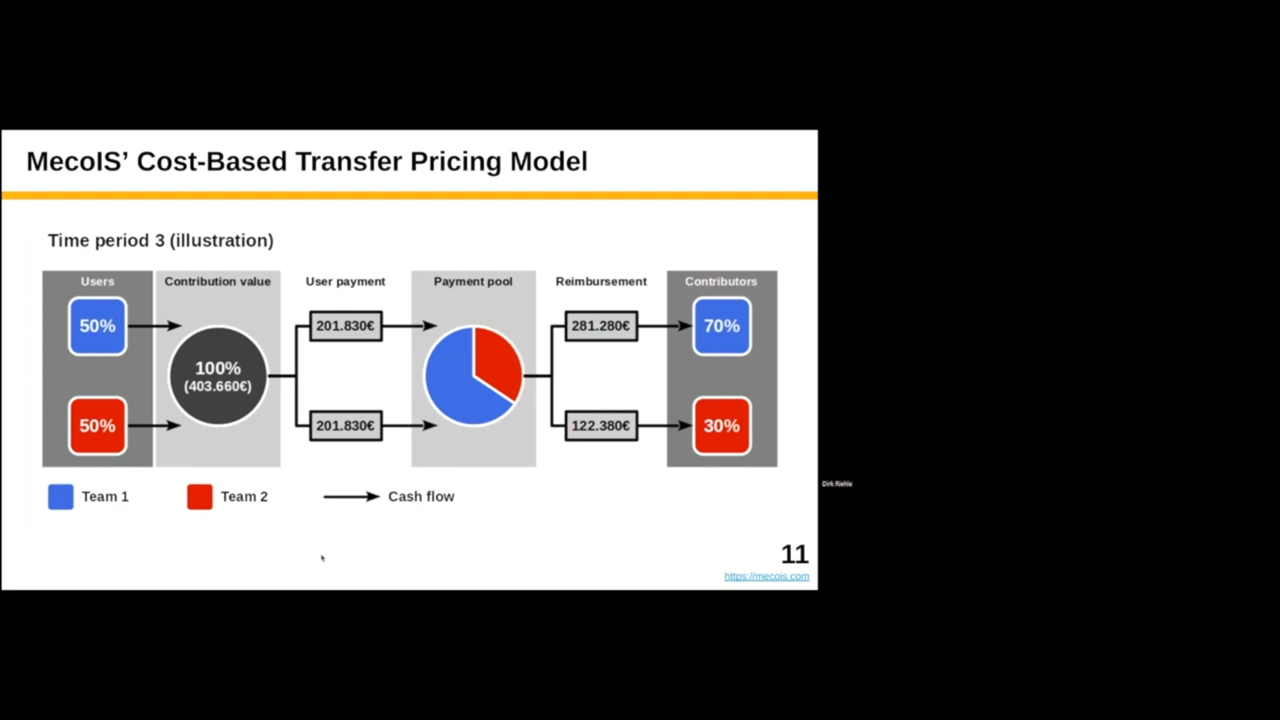 MecoIS’ Cost-Based Transfer Pricing Model
Time period 3 (illustration)
Users
Contribution value
User payment
Payment pool
Reimbursement
Contributors
50%
201.830€
281.280€
70%
100%
(403.660€)
50%
201.830€
122.380€
30%
Team 1
Team 2
Cash flow
Dirk Riehle
11
https://mecois.com